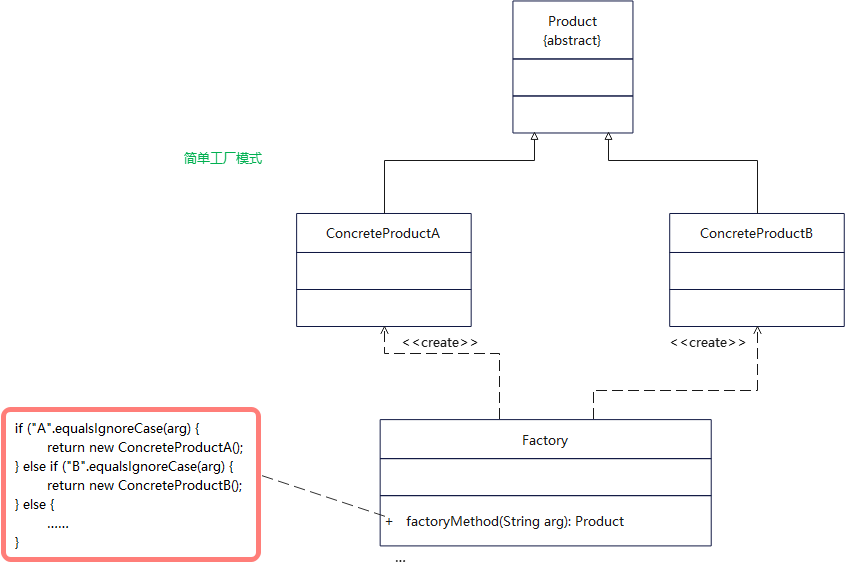 Product
{abstract}
简单工厂模式
ConcreteProductA
ConcreteProductB
<<create>>
<<create>>
if ("A".equalsIgnoreCase(arg) {
return new ConcreteProductA();
} else if ("B".equalsIgnoreCase(arg) {
return new ConcreteProductB();
} else {
......
}
Factory
+ factoryMethod(String arg): Product
...